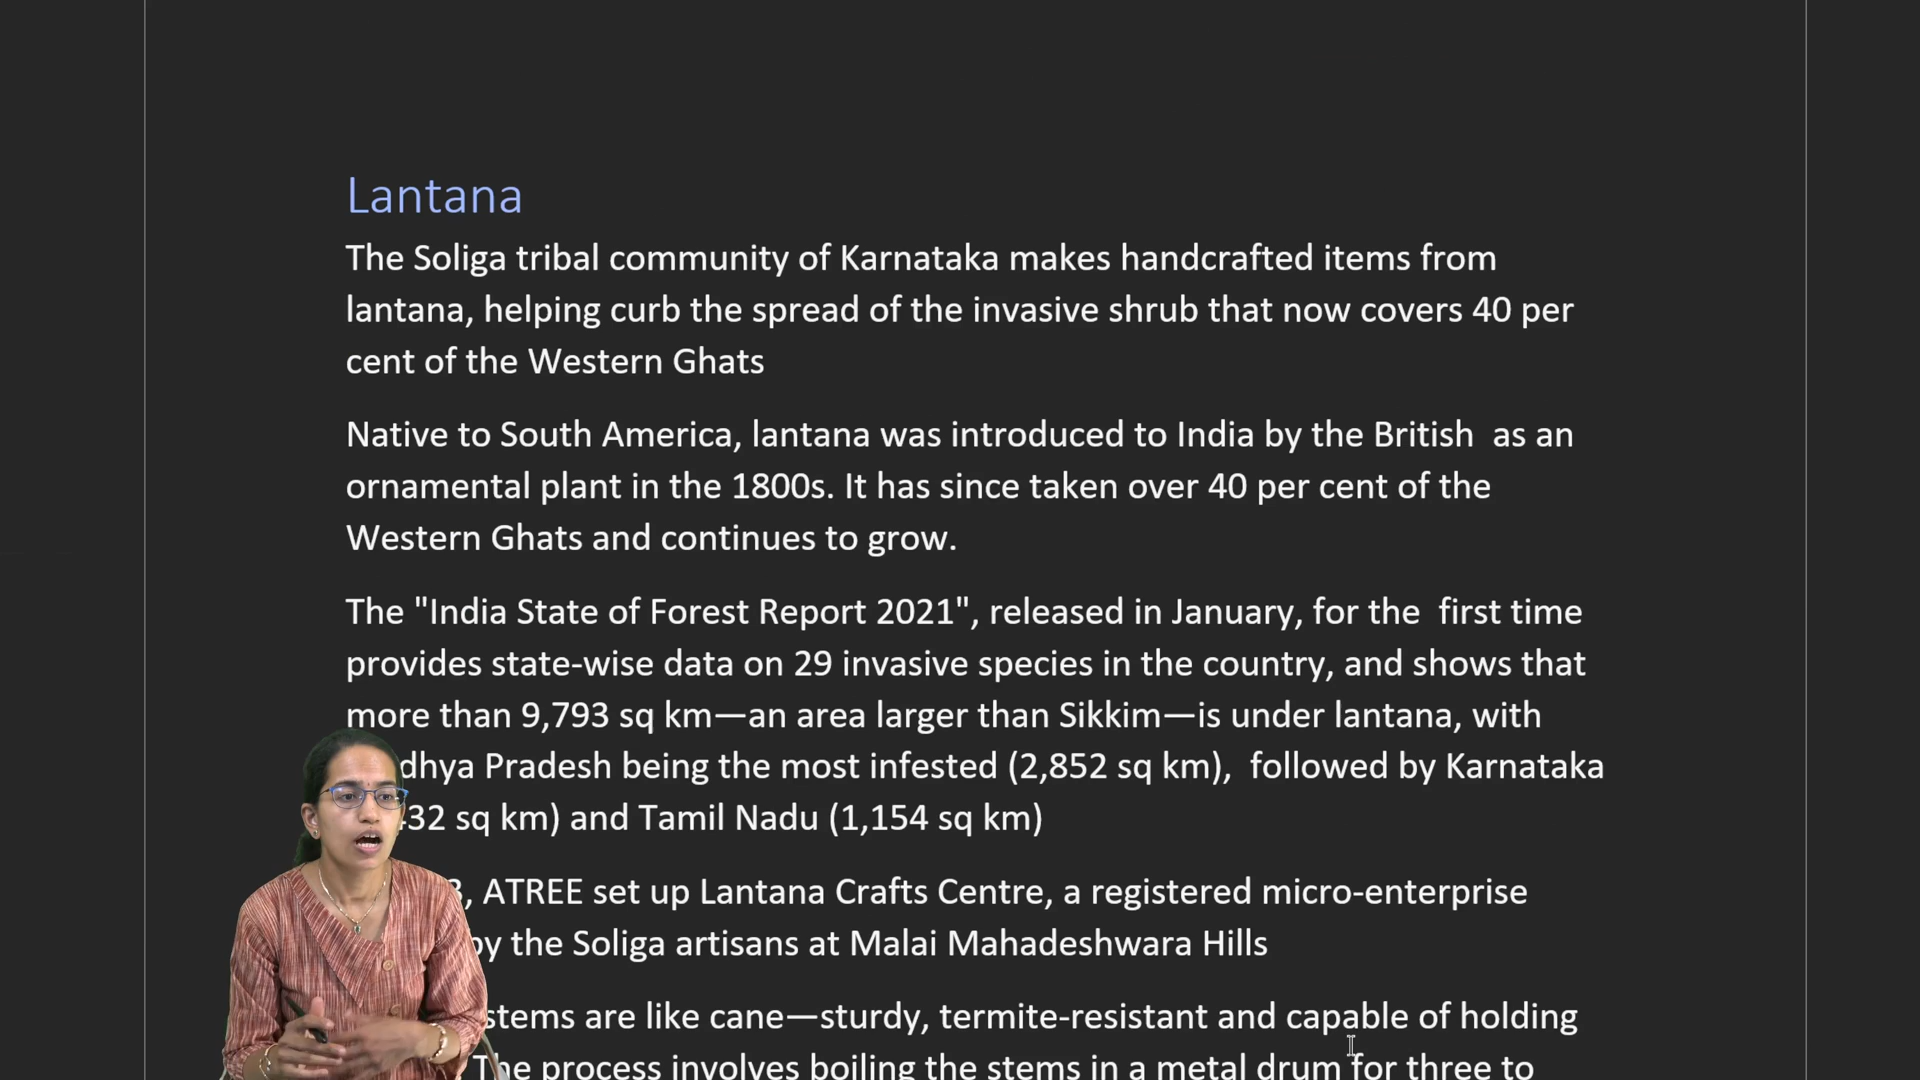 Lantana
The Soliga tribal community of Karnataka makes handcrafted items from
lantana, helping curb the spread of the invasive shrub that now covers 40 per
cent of the Western Ghats
Native to South America, lantana was introduced to India by the British as an
ornamental plant in the 1800s. It has since taken over 40 per cent of the
Western Ghats and continues to grow.
The "India State of Forest Report 2021", released in January, for the first time
provides state-wise data on 29 invasive species in the country, and shows that
more than 9,793 sq km—an area larger than Sikkim—is under lantana, with
dhya Pradesh being the most infested (2,852 sq km), followed by Karnataka
32 sq km) and Tamil Nadu (1,154 sq km)
, ATREE set up Lantana Crafts Centre, a registered micro-enterprise
by the Soliga artisans at Malai Mahadeshwara Hills
stems are like cane—sturdy, termite-resistant and capable of holding
The process involves boiling the stems in a metal drum for three to